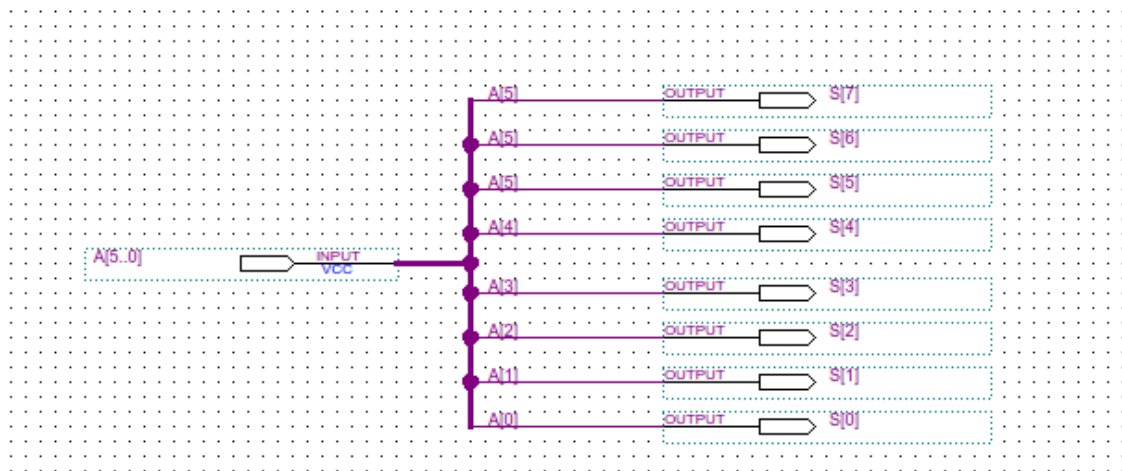 A[5] OUTPUT S[7]
A[5] OUTPUT S[6]
A[5] OUTPUT S[5]
A[4] OUTPUT S[4]
A[5..0] INPUT
VCC
A[3] OUTPUT S[3]
A[2] OUTPUT S[2]
A[1] OUTPUT S[1]
A[0] OUTPUT S[0]